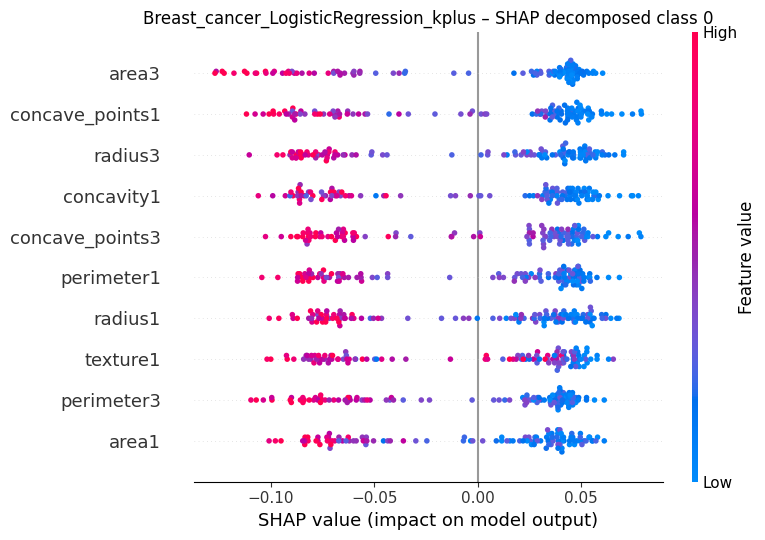 Breast_cancer_LogisticRegression_kplus – SHAP decomposed class 0
High
area3
concave_points1
radius3
concavity1
concave_points3
perimeter1
radius1
texture1
perimeter3
area1
Feature value
Low
−0.10 −0.05 0.00 0.05
SHAP value (impact on model output)